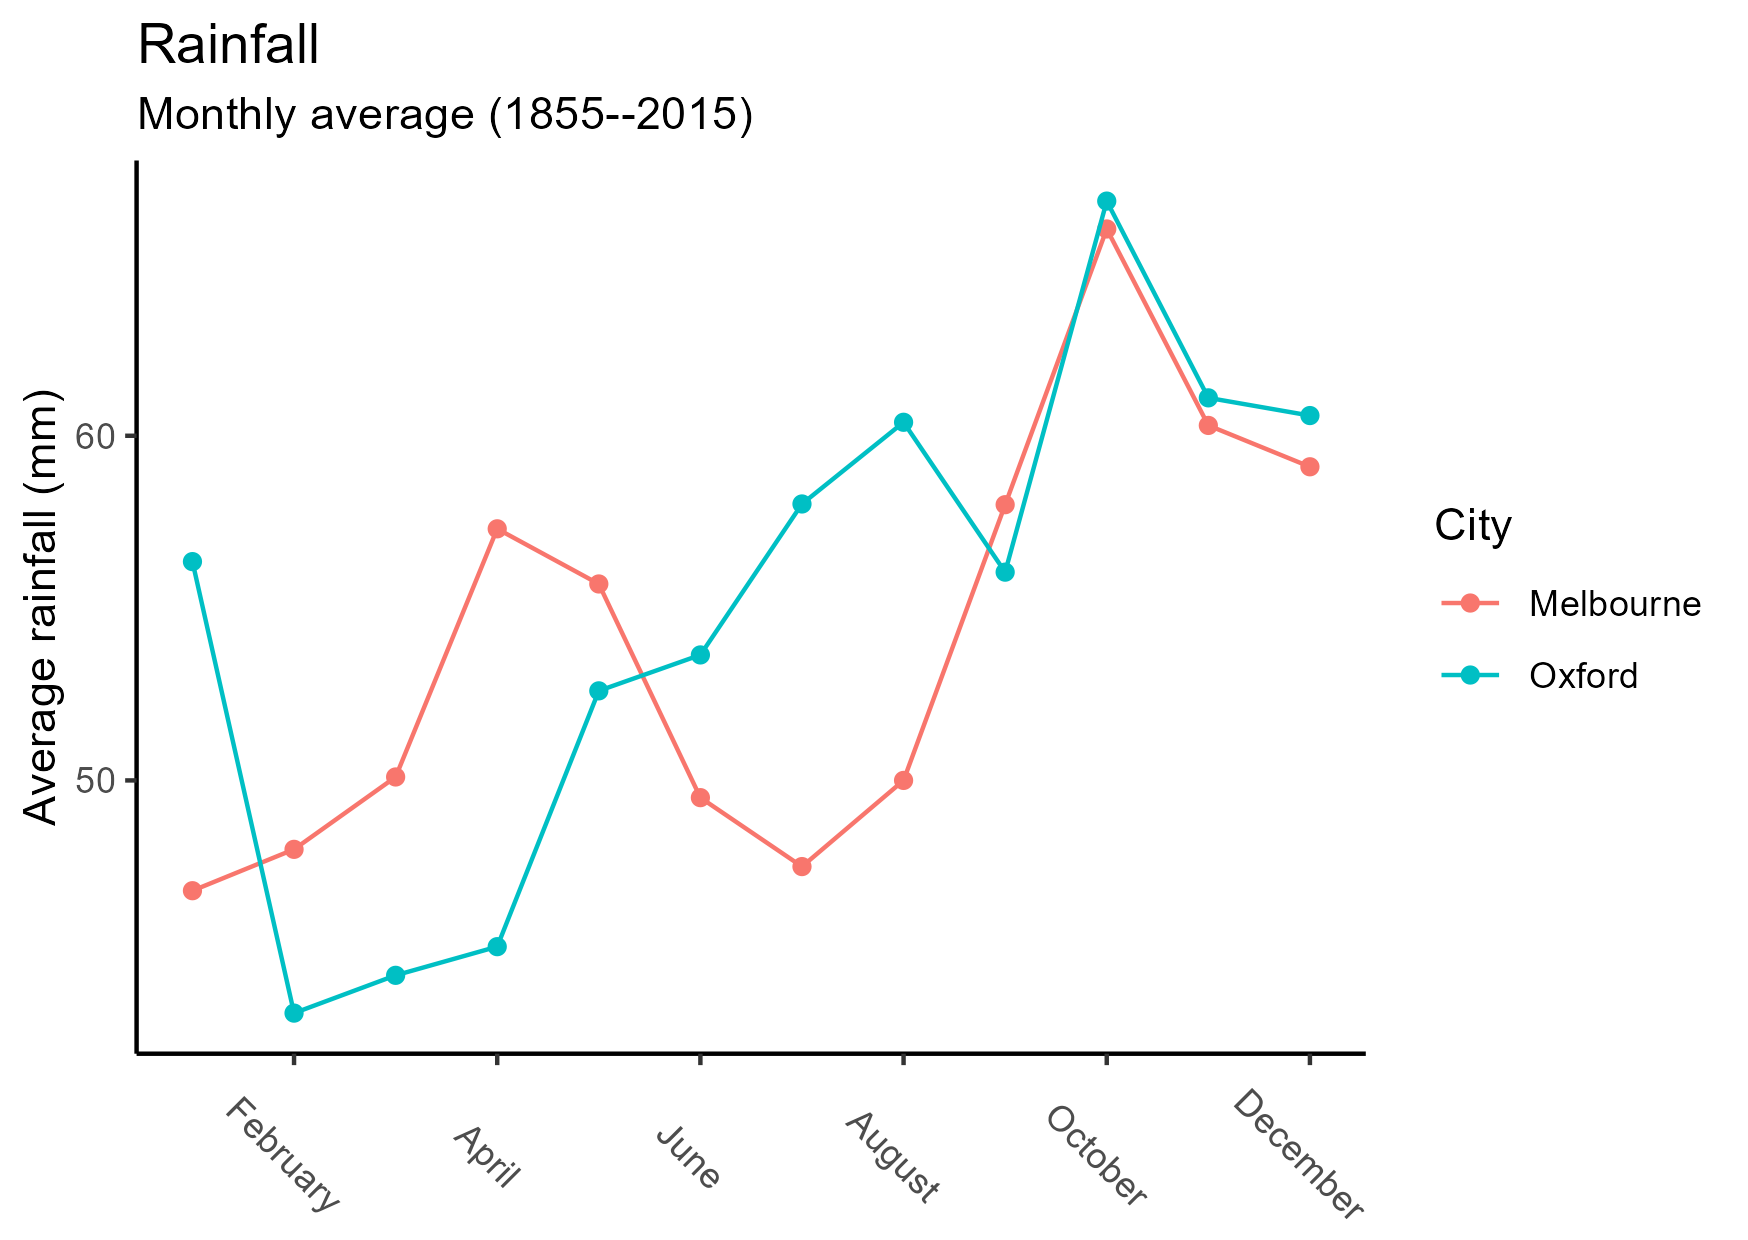 Rainfall
Monthly average (1855--2015)
Average rainfall (mm)
60
50
February
April
June
August
October
December
City
Melbourne
Oxford